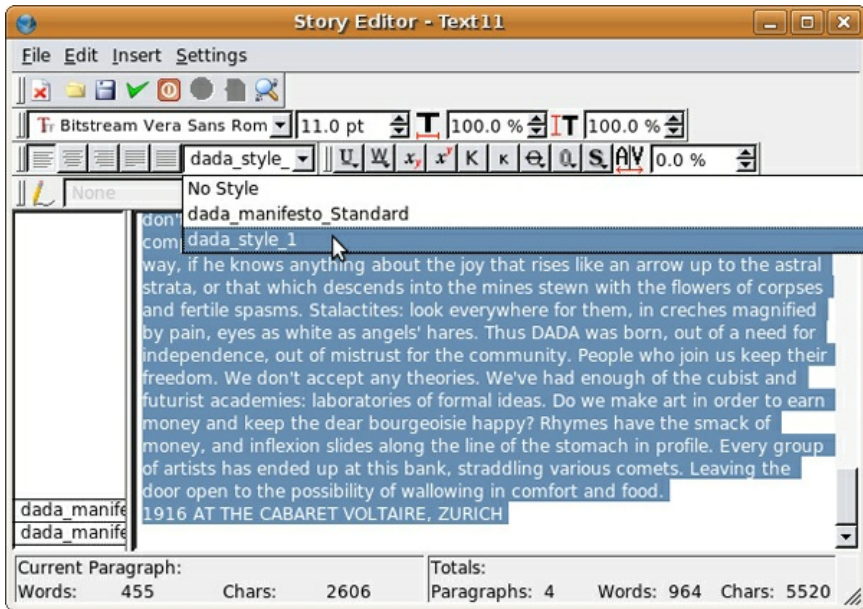 Story Editor - Text11
File Edit Insert Settings
Bitstream Vera Sans Rom 11.0 pt 100.0 % 100.0 %
dada_style_ 0.0 %
None
No Style
dada_manifesto_Standard
dada_style_1
don't
com
way, if he knows anything about the joy that rises like an arrow up to the astral
strata, or that which descends into the mines stewn with the flowers of corpses
and fertile spasms. Stalactites: look everywhere for them, in creches magnified
by pain, eyes as white as angels' hares. Thus DADA was born, out of a need for
independence, out of mistrust for the community. People who join us keep their
freedom. We don't accept any theories. We've had enough of the cubist and
futurist academies: laboratories of formal ideas. Do we make art in order to earn
money and keep the dear bourgeoisie happy? Rhymes have the smack of
money, and inflexion slides along the line of the stomach in profile. Every group
of artists has ended up at this bank, straddling various comets. Leaving the
door open to the possibility of wallowing in comfort and food.
dada_manife 1916 AT THE CABARET VOLTAIRE, ZURICH
dada_manife
Current Paragraph: Totals:
Words: 455 Chars: 2606 Paragraphs: 4 Words: 964 Chars: 5520